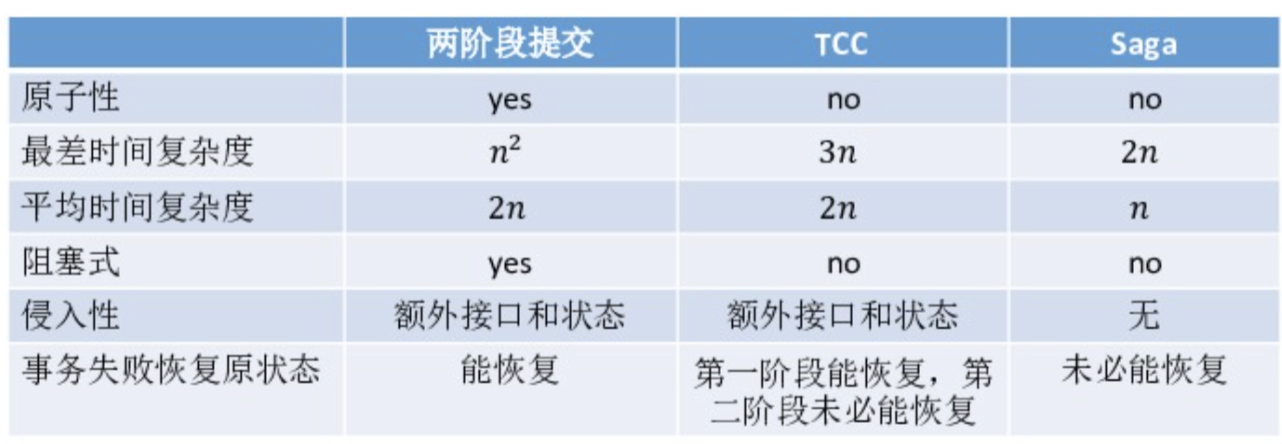 两阶段提交 TCC Saga
原子性 yes no no
最差时间复杂度 n² 3n 2n
平均时间复杂度 2n 2n n
阻塞式 yes no no
侵入性 额外接口和状态 额外接口和状态 无
事务失败恢复原状态 能恢复 第一阶段能恢复，第 未必能恢复
二阶段未必能恢复